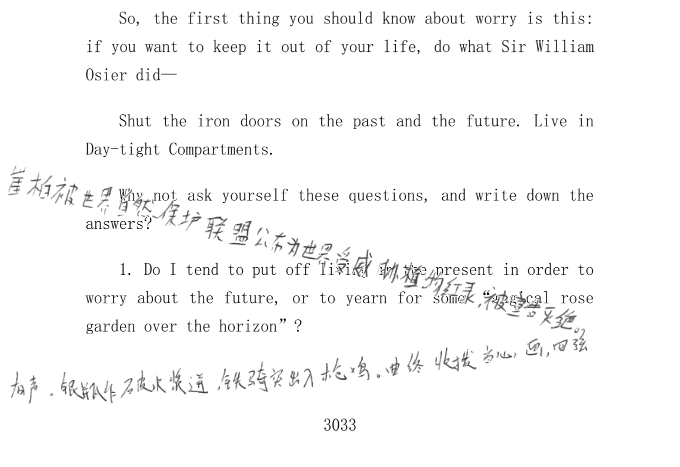 So, the first thing you should know about worry is this:
if you want to keep it out of your life, do what Sir William
Osier did—
Shut the iron doors on the past and the future. Live in
Day-tight Compartments.
Why not ask yourself these questions, and write down the
answers?
崖柏被世界自然保护联盟公布为世界受威胁植物红录,被宣告灭绝。
1. Do I tend to put off living in the present in order to
worry about the future, or to yearn for some “magical rose
garden over the horizon”?
有声。银瓶乍破水浆迸,铁骑突出刀枪鸣。曲终收拨当心画,四弦
3033